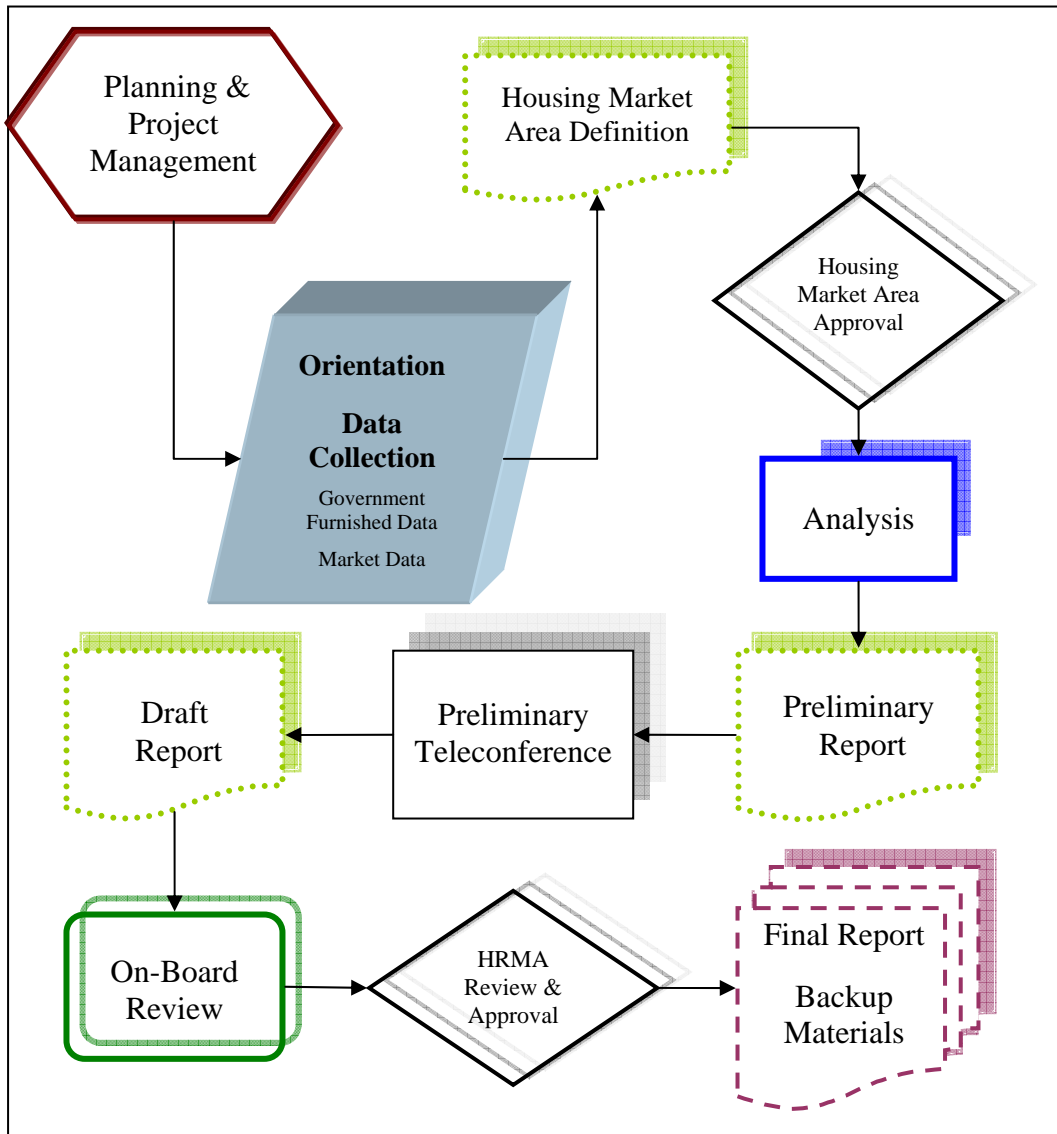 Planning &
Project
Management
Orientation
Data
Collection
Government
Furnished Data
Market Data
Housing Market
Area Definition
Housing
Market Area
Approval
Analysis
Preliminary
Report
Preliminary
Teleconference
Draft
Report
On-Board
Review
HRMA
Review &
Approval
Final Report
Backup
Materials